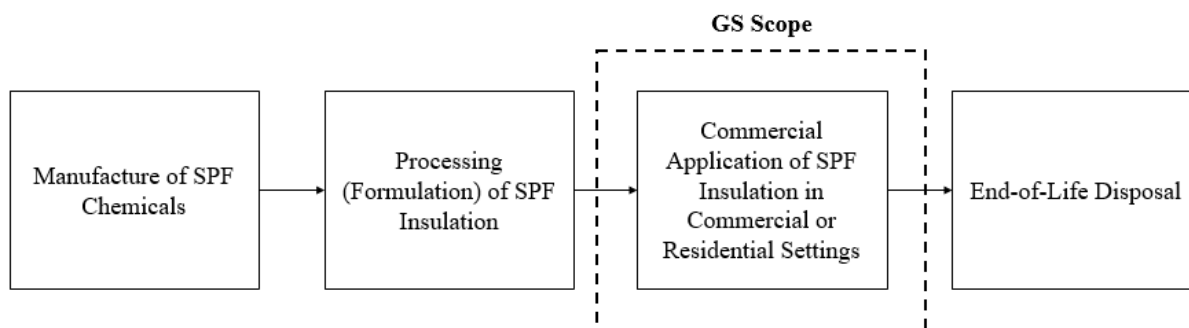 GS Scope
Manufacture of SPF
Chemicals
Processing
(Formulation) of SPF
Insulation
Commercial
Application of SPF
Insulation in
Commercial or
Residential Settings
End-of-Life Disposal